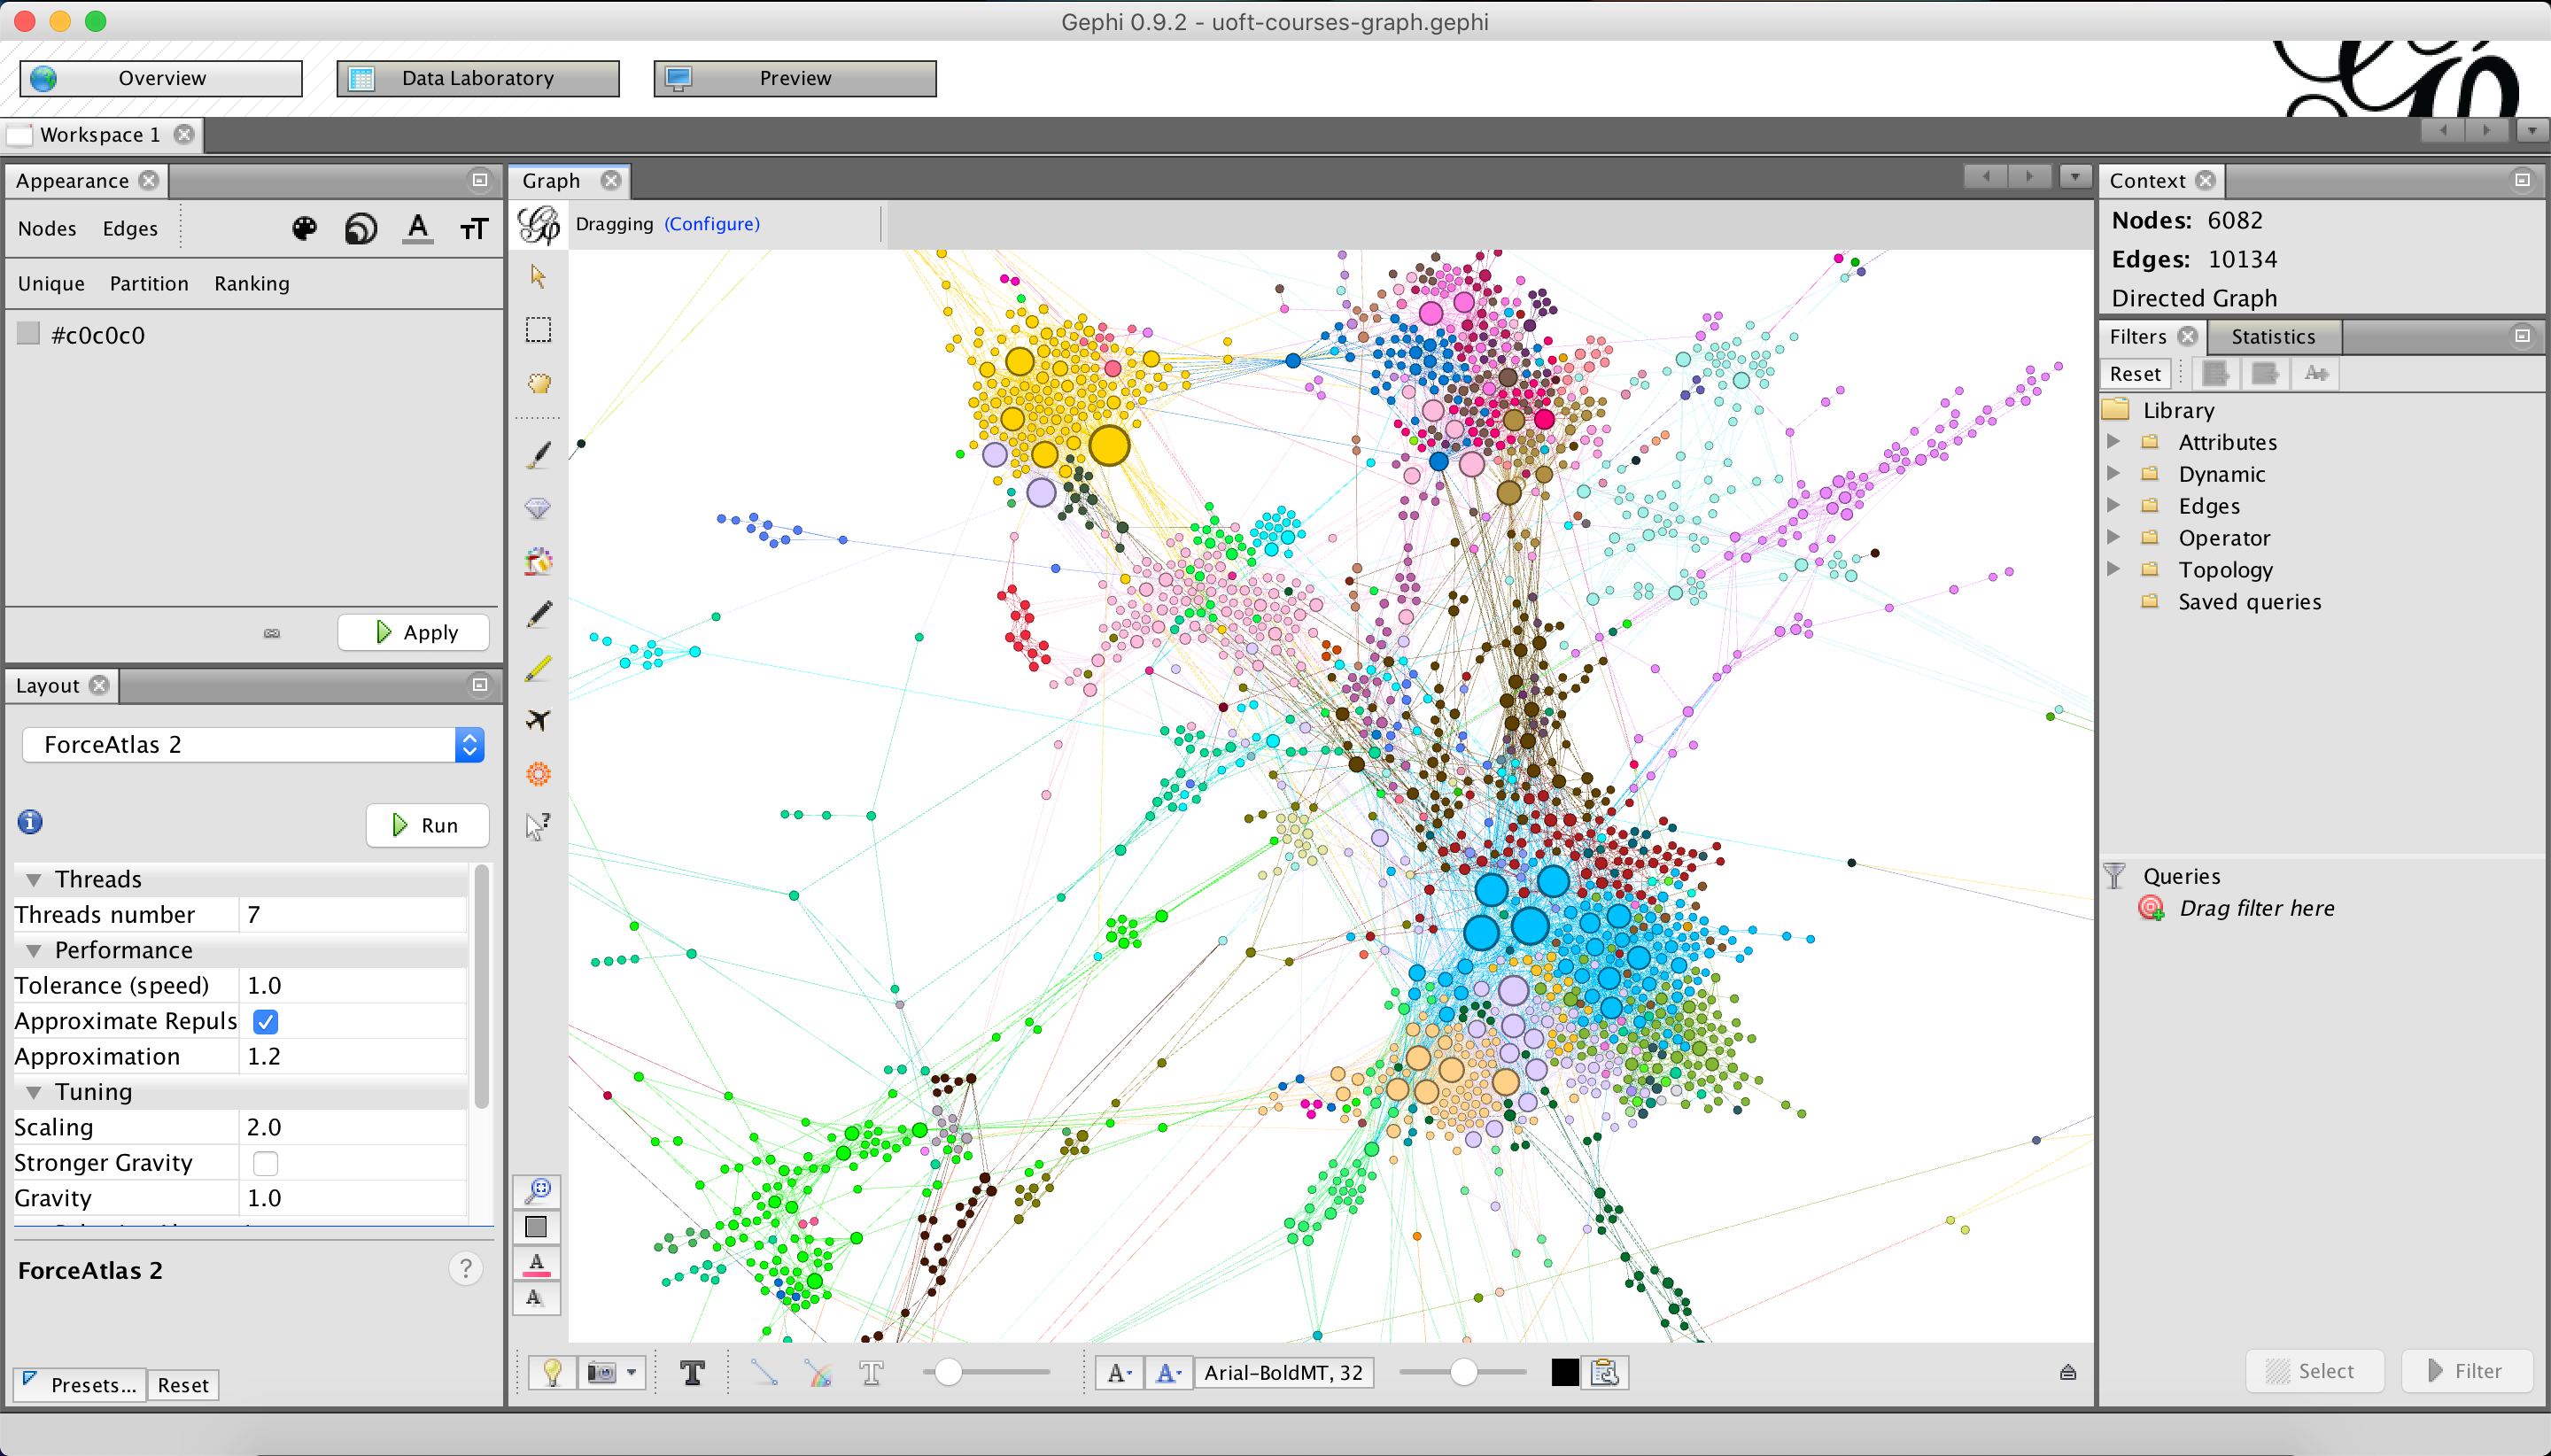 Gephi 0.9.2 - uoft-courses-graph.gephi
Overview
Data Laboratory
Preview
Workspace 1
Appearance
Nodes
Edges
Unique
Partition
Ranking
#c0c0c0
Apply
Layout
ForceAtlas 2
Run
Threads
Threads number 7
Performance
Tolerance (speed) 1.0
Approximate Repuls
Approximation 1.2
Tuning
Scaling 2.0
Stronger Gravity
Gravity 1.0
ForceAtlas 2
?
Presets...
Reset
Graph
Dragging (Configure)
Arial-BoldMT, 32
Context
Nodes: 6082
Edges: 10134
Directed Graph
Filters
Statistics
Reset
Library
Attributes
Dynamic
Edges
Operator
Topology
Saved queries
Queries
Drag filter here
Select
Filter